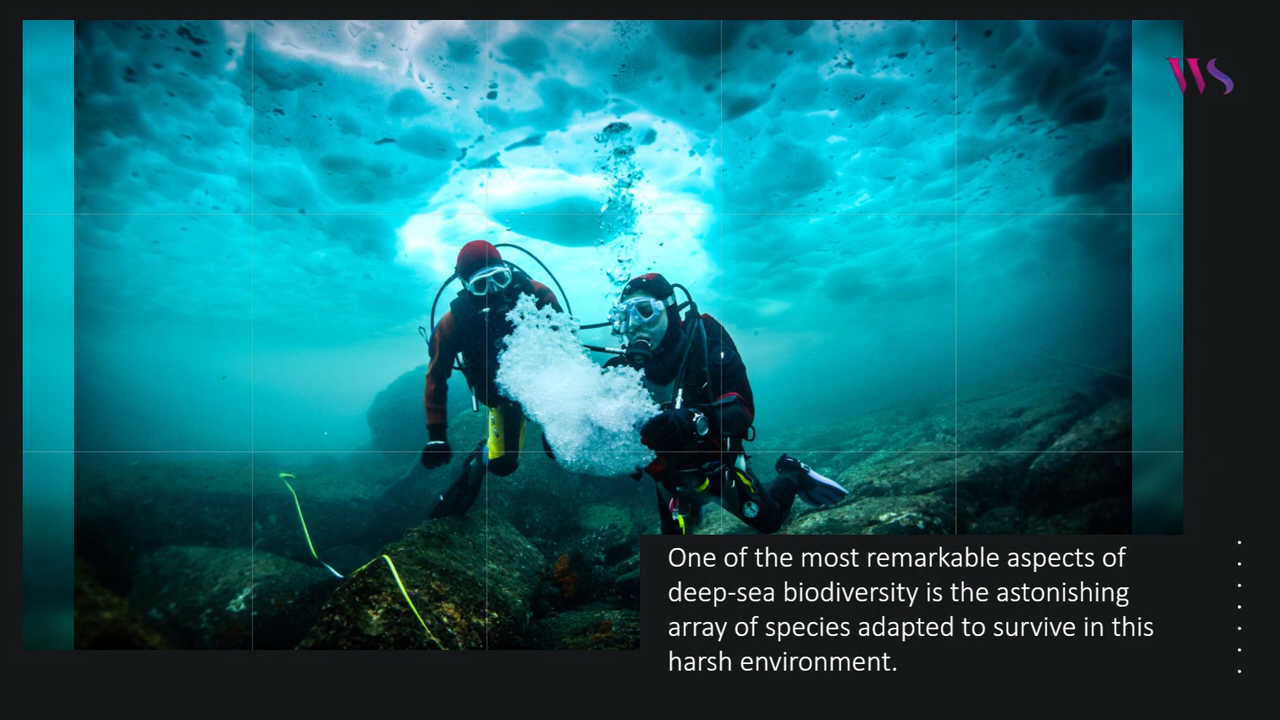 WS
One of the most remarkable aspects of
deep-sea biodiversity is the astonishing
array of species adapted to survive in this
harsh environment.